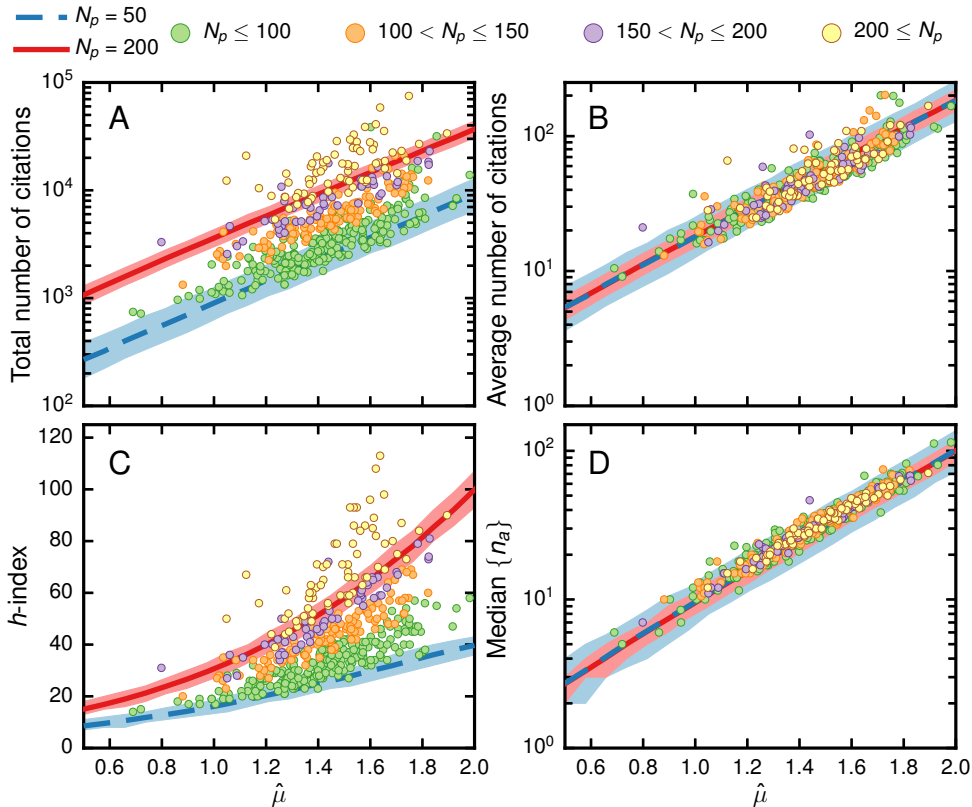 N_p = 50
N_p = 200
N_p ≤ 100
100 < N_p ≤ 150
150 < N_p ≤ 200
200 ≤ N_p
A
Total number of citations
10^5
10^4
10^3
10^2
B
Average number of citations
10^2
10^1
10^0
C
h-index
120
100
80
60
40
20
0
0.6 0.8 1.0 1.2 1.4 1.6 1.8 2.0
μ̂
D
Median {n_a}
10^2
10^1
10^0
0.6 0.8 1.0 1.2 1.4 1.6 1.8 2.0
μ̂